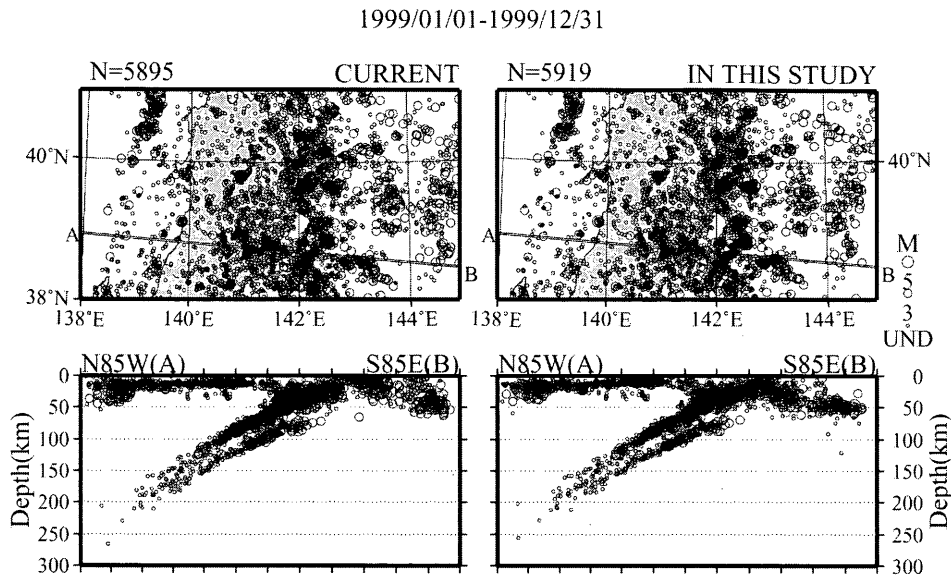 1999/01/01-1999/12/31
N=5895 CURRENT N=5919 IN THIS STUDY
40°N 40°N
A B A B
38°N
138°E 140°E 142°E 144°E 138°E 140°E 142°E 144°E
M
5
3
UND
N85W(A) S85E(B) N85W(A) S85E(B)
0 0
50 50
100 100
150 150
200 200
250 250
300 300
Depth(km) Depth(km)